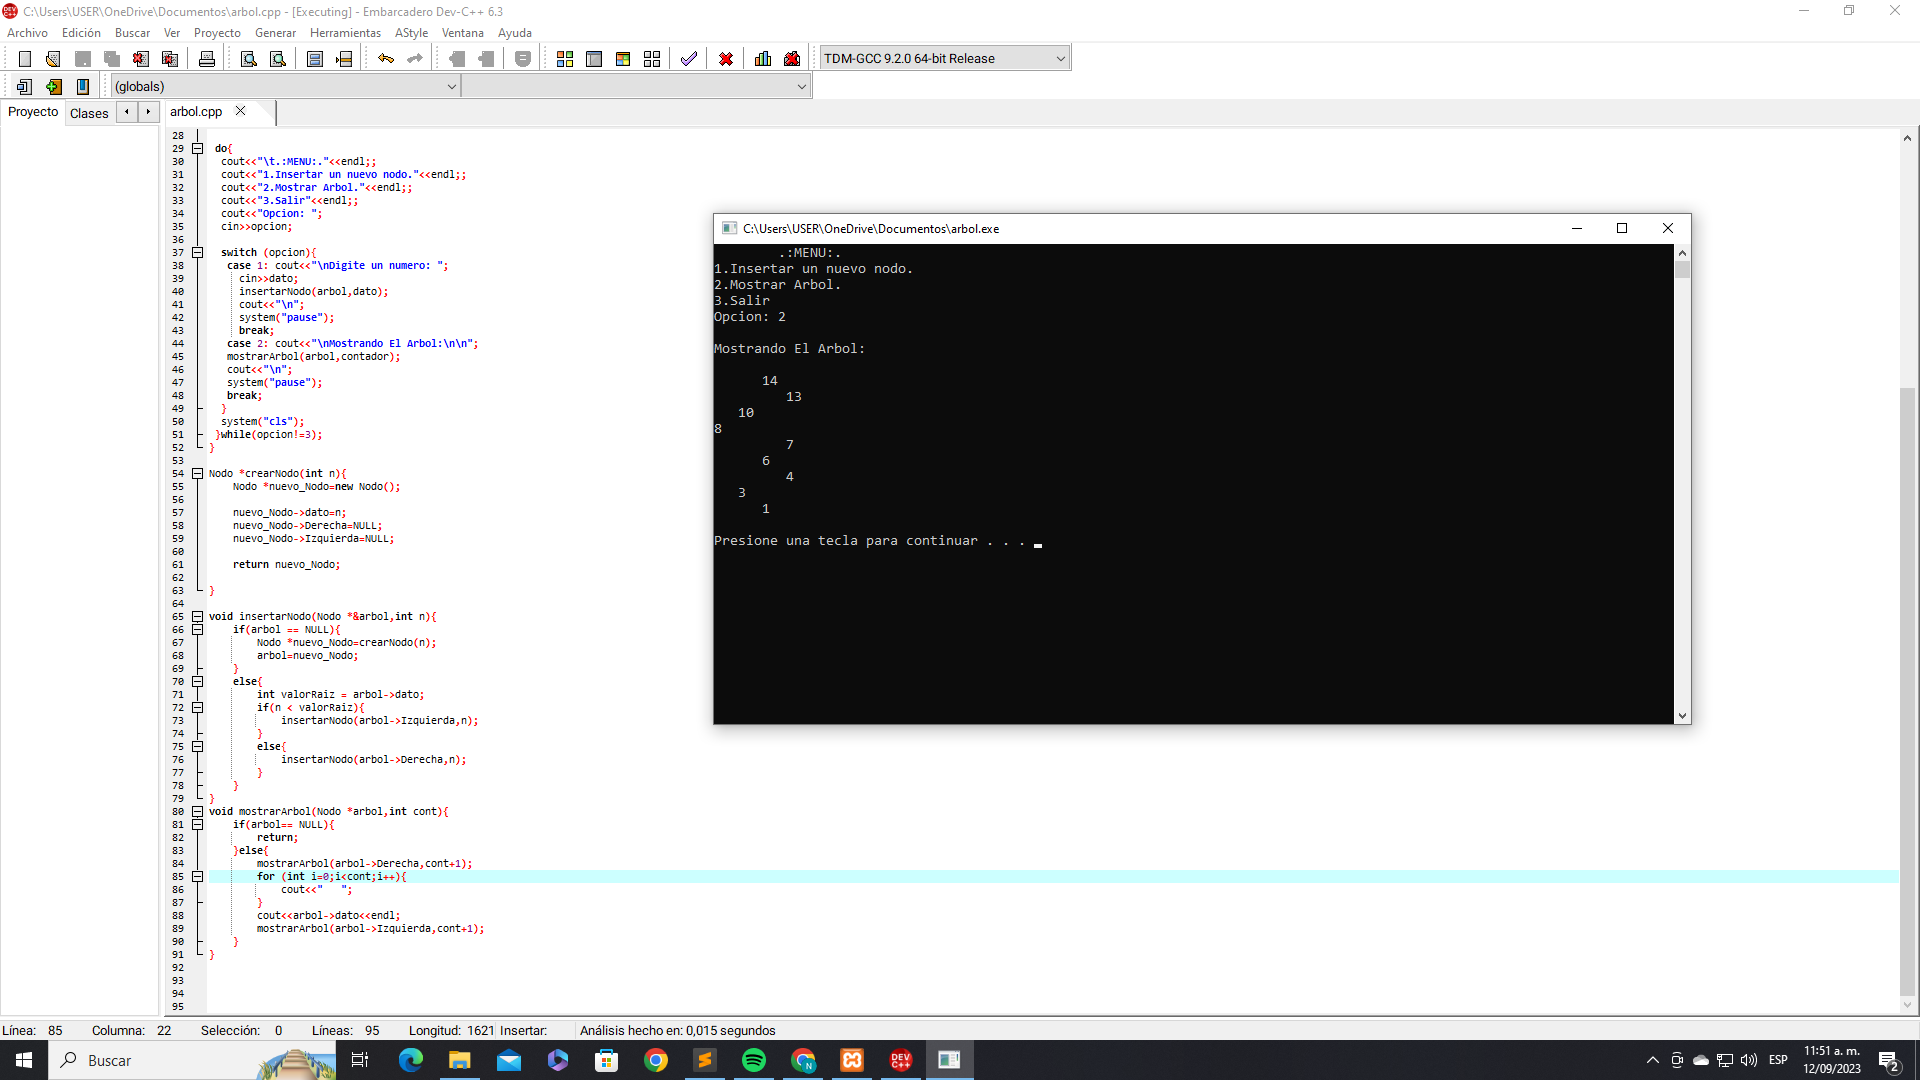 C:\Users\USER\OneDrive\Documentos\arbol.cpp - [Executing] - Embarcadero Dev-C++ 6.3
Archivo Edición Buscar Ver Proyecto Generar Herramientas AStyle Ventana Ayuda
TDM-GCC 9.2.0 64-bit Release
(globals)
Proyecto Clases
arbol.cpp
28
29 do{
30 cout<<"\t.:MENU:."<<endl;;
31 cout<<"1.Insertar un nuevo nodo."<<endl;;
32 cout<<"2.Mostrar Arbol."<<endl;;
33 cout<<"3.Salir"<<endl;;
34 cout<<"Opcion: ";
35 cin>>opcion;
36
37 switch (opcion){
38 case 1: cout<<"\nDigite un numero: ";
39 cin>>dato;
40 insertarNodo(arbol,dato);
41 cout<<"\n";
42 system("pause");
43 break;
44 case 2: cout<<"\nMostrando El Arbol:\n\n";
45 mostrarArbol(arbol,contador);
46 cout<<"\n";
47 system("pause");
48 break;
49 }
50 system("cls");
51 }while(opcion!=3);
52 }
53
54 Nodo *crearNodo(int n){
55 Nodo *nuevo_Nodo=new Nodo();
56
57 nuevo_Nodo->dato=n;
58 nuevo_Nodo->Derecha=NULL;
59 nuevo_Nodo->Izquierda=NULL;
60
61 return nuevo_Nodo;
62
63 }
64
65 void insertarNodo(Nodo *&arbol,int n){
66 if(arbol == NULL){
67 Nodo *nuevo_Nodo=crearNodo(n);
68 arbol=nuevo_Nodo;
69 }
70 else{
71 int valorRaiz = arbol->dato;
72 if(n < valorRaiz){
73 insertarNodo(arbol->Izquierda,n);
74 }
75 else{
76 insertarNodo(arbol->Derecha,n);
77 }
78 }
79 }
80 void mostrarArbol(Nodo *arbol,int cont){
81 if(arbol== NULL){
82 return;
83 }else{
84 mostrarArbol(arbol->Derecha,cont+1);
85 for (int i=0;i<cont;i++){
86 cout<<"   ";
87 }
88 cout<<arbol->dato<<endl;
89 mostrarArbol(arbol->Izquierda,cont+1);
90 }
91 }
92
93
94
95
C:\Users\USER\OneDrive\Documentos\arbol.exe
.:MENU:.
1.Insertar un nuevo nodo.
2.Mostrar Arbol.
3.Salir
Opcion: 2
Mostrando El Arbol:
14
13
10
8
7
6
4
3
1
Presione una tecla para continuar . . .
Línea: 85 Columna: 22 Selección: 0 Líneas: 95 Longitud: 1621 Insertar: Análisis hecho en: 0,015 segundos
Buscar
N
DEV C++
ESP
11:51 a. m.
12/09/2023
2